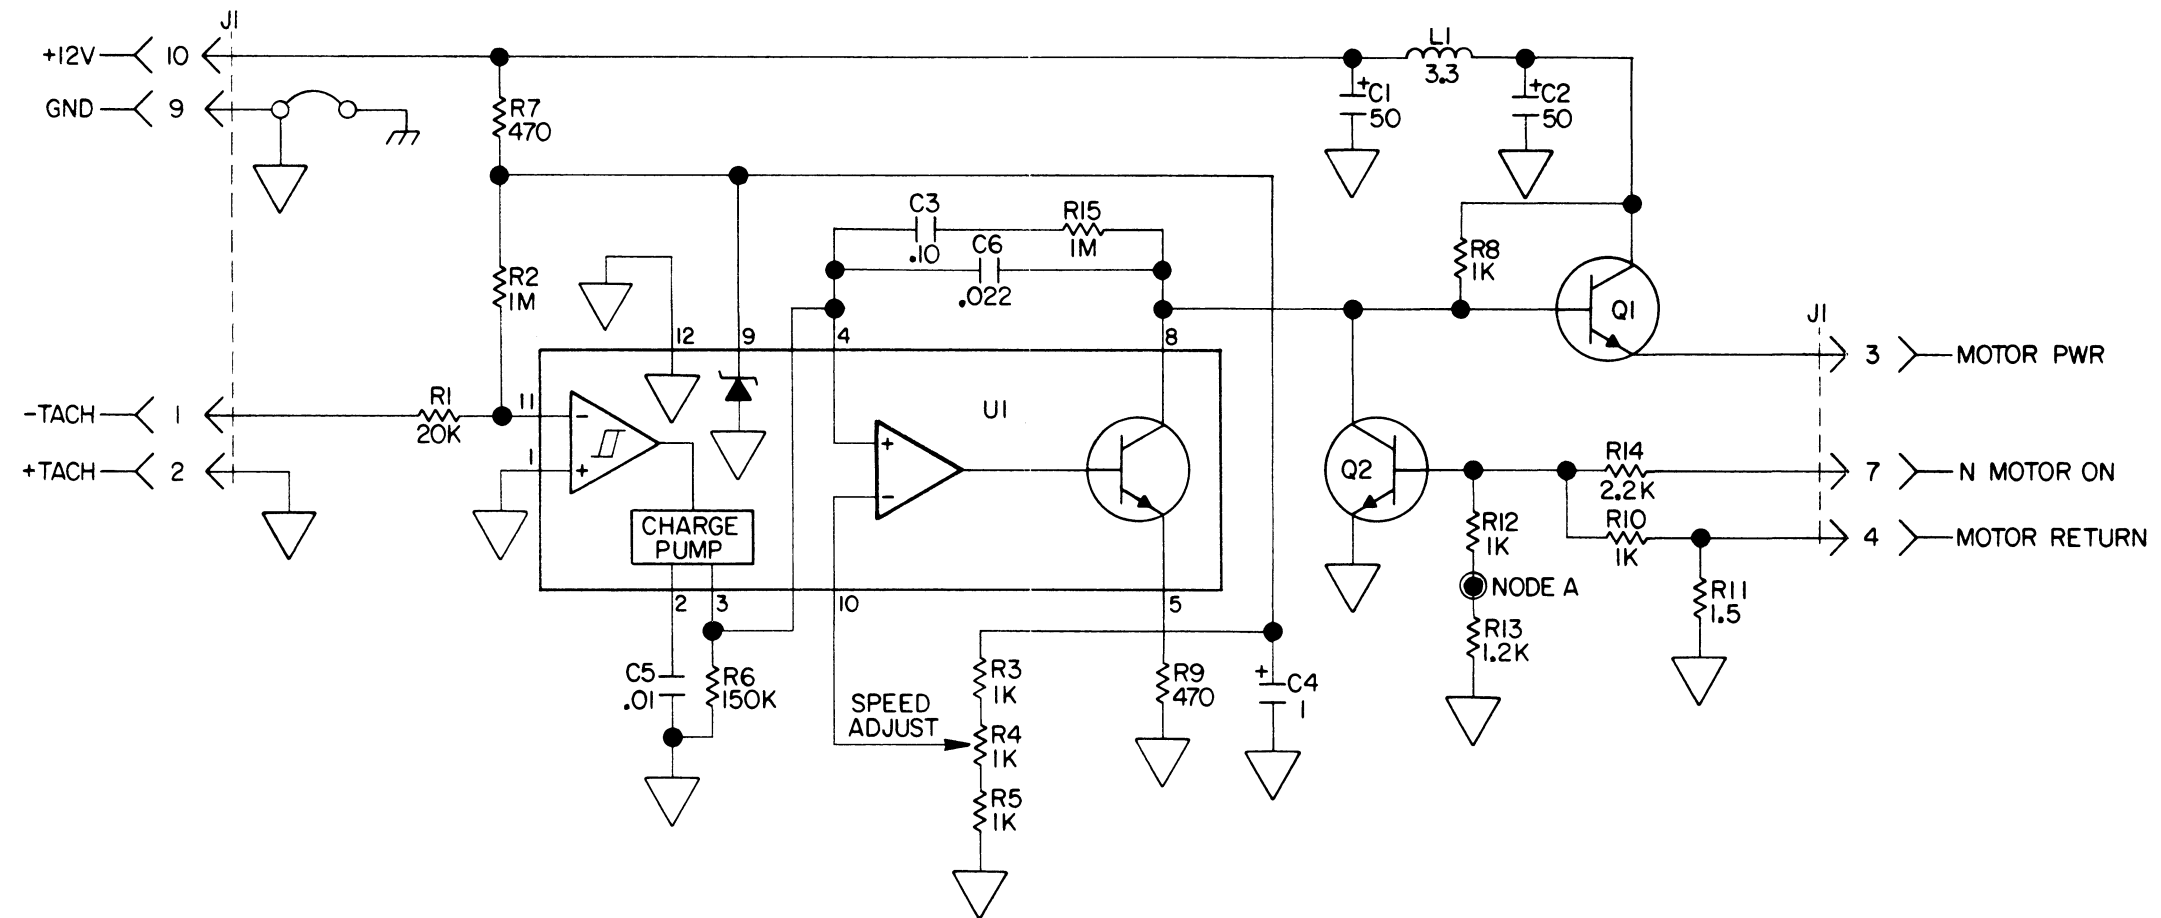 J1
+12V 10
GND 9
L1
3.3
+C1
50
+C2
50
R7
470
C3
.10
R15
1M
C6
.022
R8
1K
R2
1M
12 9 4 8
Q1
J1
3 MOTOR PWR
-TACH 1
R1
20K
11 -
U1
+TACH 2
1 +
+
-
Q2
R14
2.2K
7 N MOTOR ON
CHARGE
PUMP
R12
1K
R10
1K
4 MOTOR RETURN
2 3 10 5
NODE A
R11
1.5
R13
1.2K
C5
.01
R6
150K
SPEED
ADJUST
R3
1K
R4
1K
R5
1K
R9
470
+
C4
1